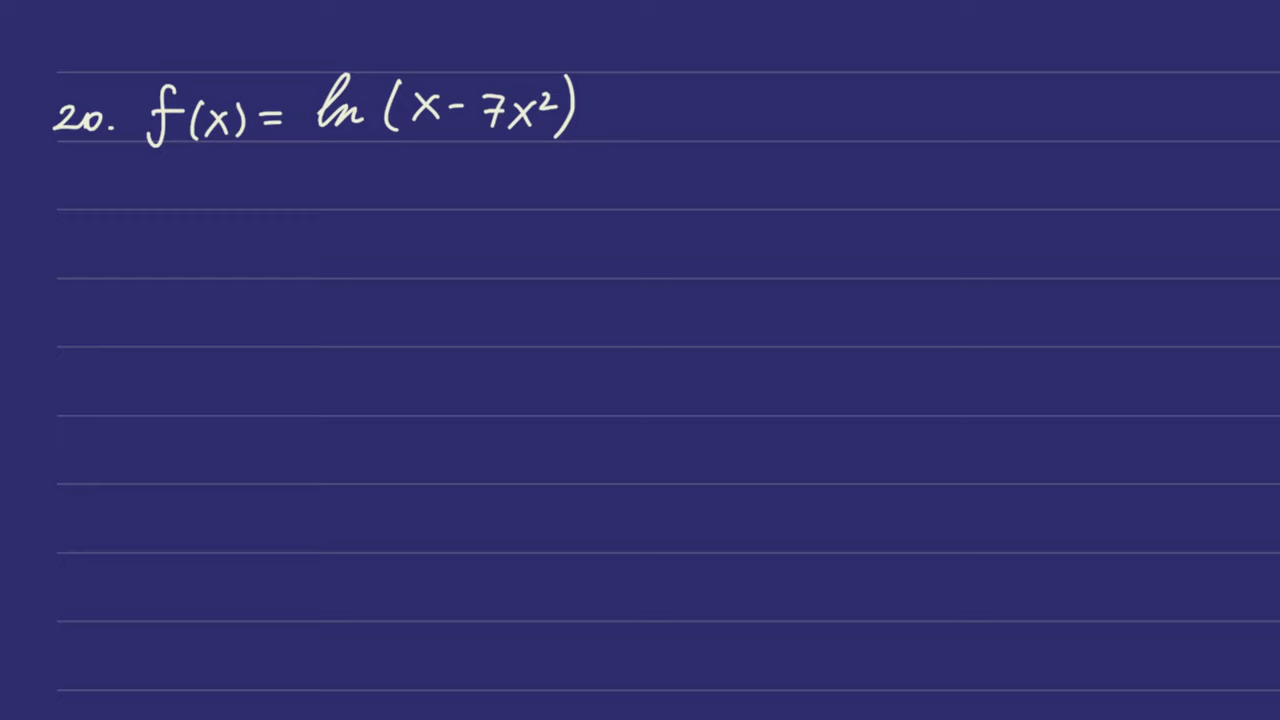 20. f(x) = ln (x - 7x²)